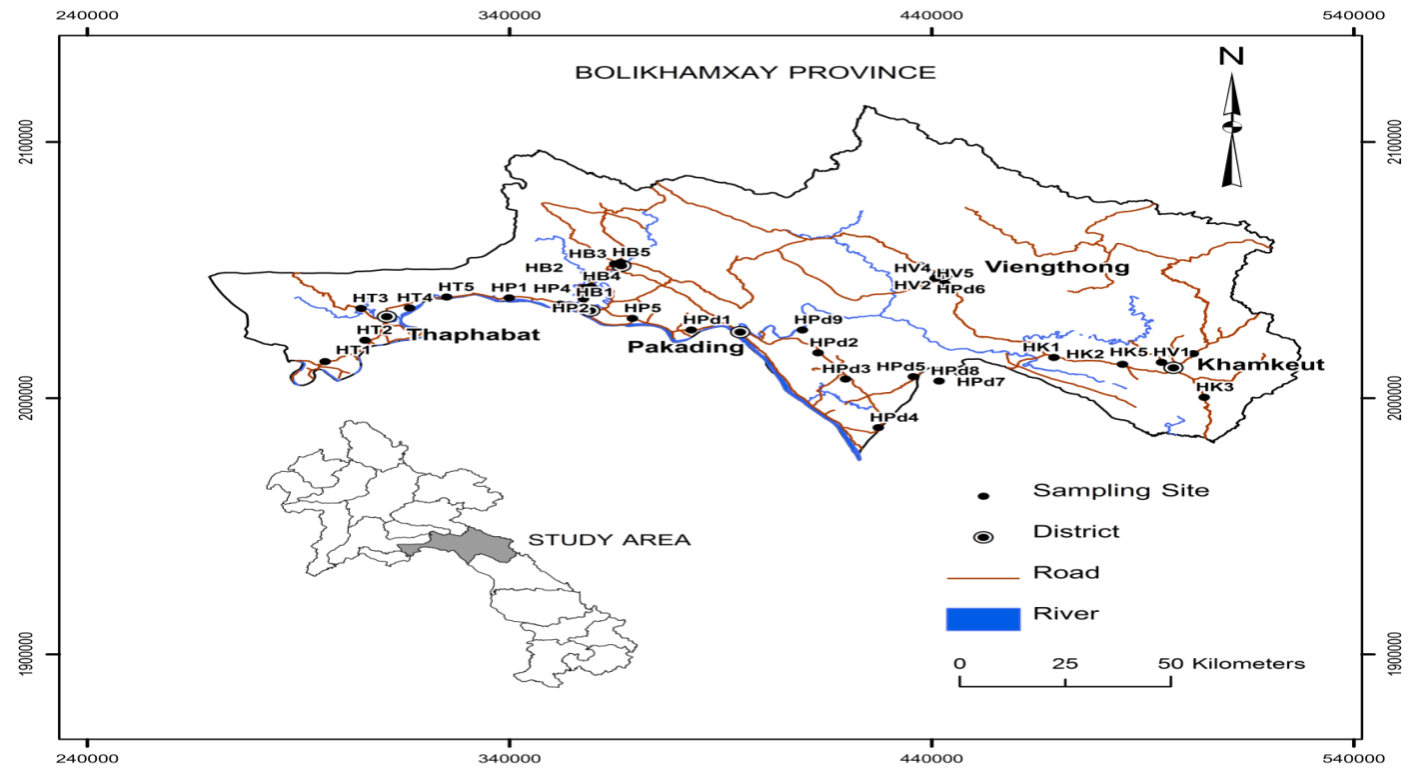 240000 340000 440000 540000
BOLIKHAMXAY PROVINCE
N
2100000 2100000
HB3 HB5
HB2
HB4
HV4 HV5 Viengthong
HV2 HPd6
HT3 HT4 HT5 HP1 HP4 HB1
HP2 HP5
HT2 Thaphabat
HT1
HPd1 HPd9
Pakading
HPd2
HPd3 HPd5 HPd8
HPd7
HPd4
HK1 HK2 HK5 HV1
Khamkeut
HK3
2000000 2000000
STUDY AREA
Sampling Site
District
Road
River
0 25 50 Kilometers
1900000 1900000
240000 340000 440000 540000